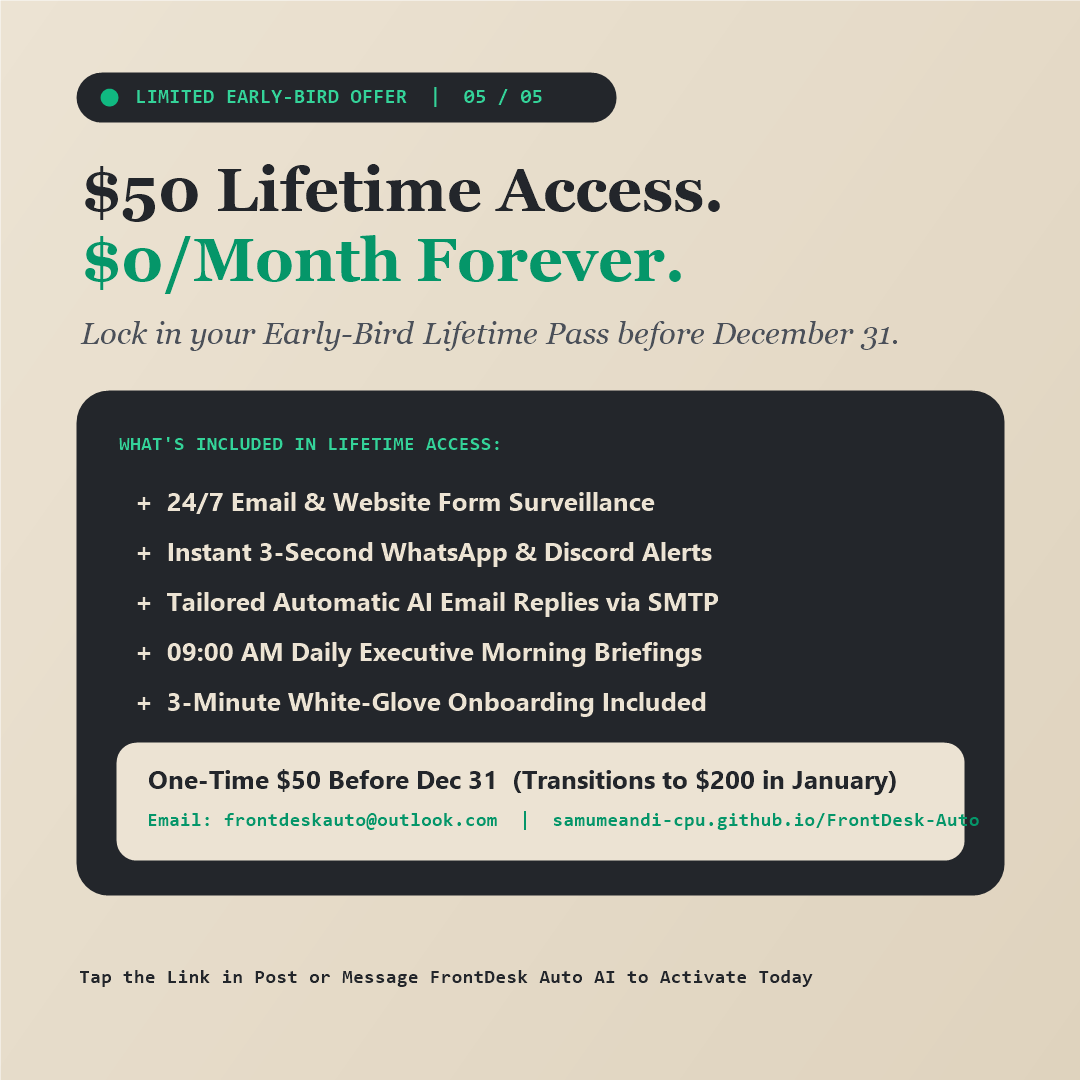 LIMITED EARLY-BIRD OFFER | 05 / 05
$50 Lifetime Access.
$0/Month Forever.
Lock in your Early-Bird Lifetime Pass before December 31.
WHAT'S INCLUDED IN LIFETIME ACCESS:
+ 24/7 Email & Website Form Surveillance
+ Instant 3-Second WhatsApp & Discord Alerts
+ Tailored Automatic AI Email Replies via SMTP
+ 09:00 AM Daily Executive Morning Briefings
+ 3-Minute White-Glove Onboarding Included
One-Time $50 Before Dec 31 (Transitions to $200 in January)
Email: frontdeskauto@outlook.com | samumeandi-cpu.github.io/FrontDesk-Auto
Tap the Link in Post or Message FrontDesk Auto AI to Activate Today